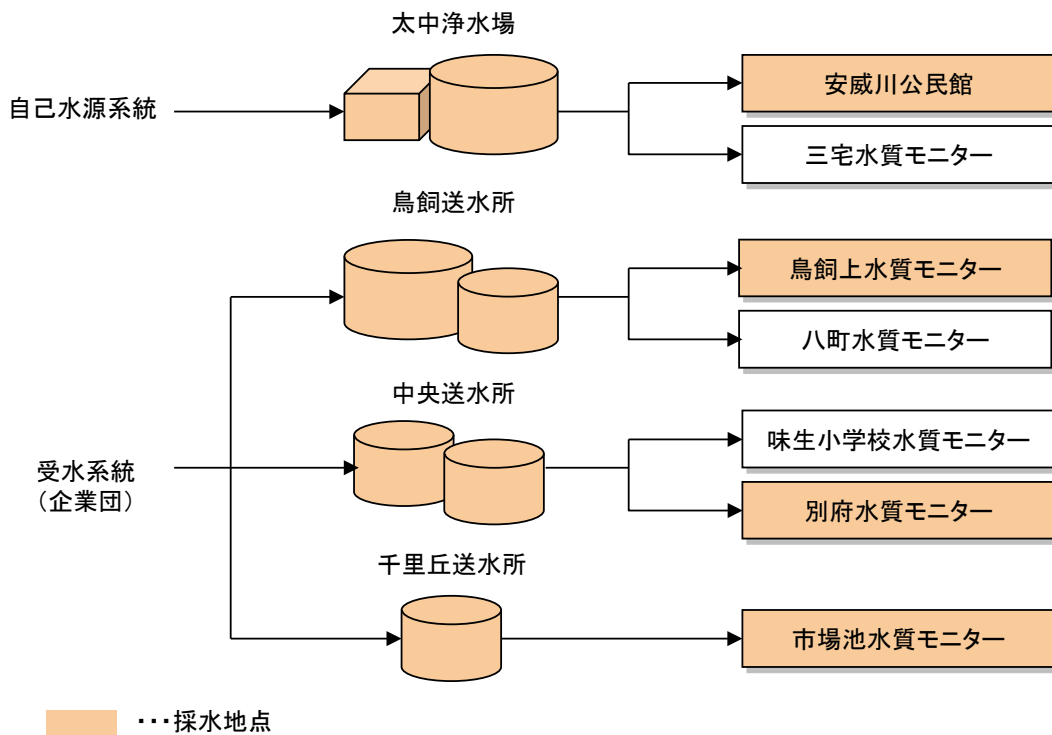 太中浄水場
自己水源系統
安威川公民館
三宅水質モニター
鳥飼送水所
鳥飼上水質モニター
八町水質モニター
中央送水所
受水系統
（企業団）
味生小学校水質モニター
別府水質モニター
千里丘送水所
市場池水質モニター
･･･採水地点